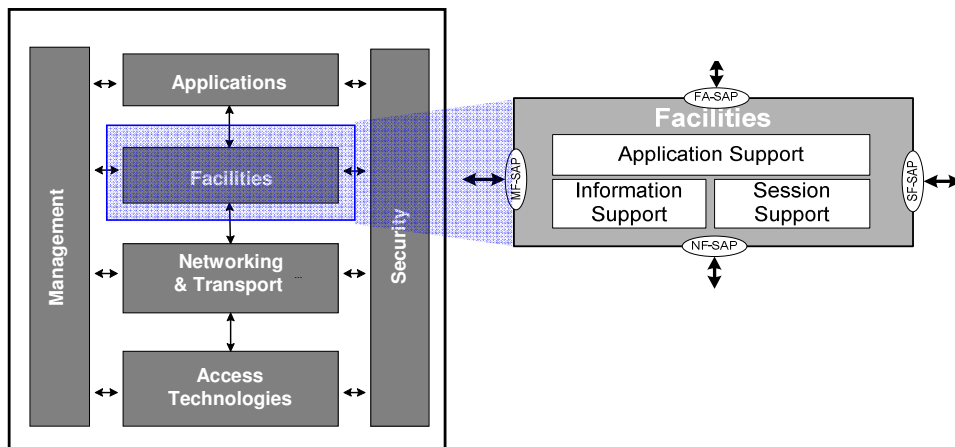 Management
Applications
Facilities
Networking
& Transport ...
Access
Technologies
Security
FA-SAP
Facilities
MF-SAP
Application Support
Information
Support
Session
Support
SF-SAP
NF-SAP